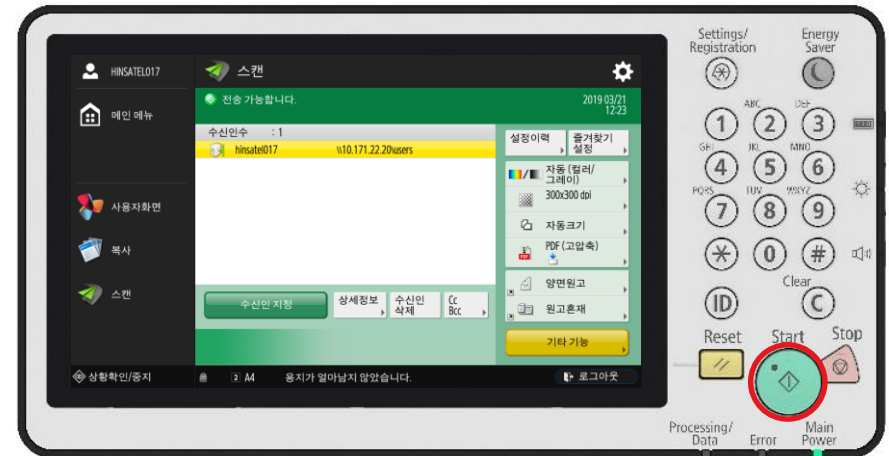 HINSATEL017
스캔
메인 메뉴
전송 가능합니다.
2019 03/21
12:23
수신인수 : 1
hinsatel017 \\10.171.22.20\users
설정이력
즐겨찾기
설정
자동 (컬러/
그레이)
300x300 dpi
자동크기
PDF (고압축)
양면원고
원고혼재
기타 기능
사용자화면
복사
스캔
수신인 지정
상세정보
수신인
삭제
Cc
Bcc
상황확인/중지
2 A4
용지가 얼마남지 않았습니다.
로그아웃
Settings/
Registration
Energy
Saver
1
ABC
2
DEF
3
GHI
4
JKL
5
MNO
6
PQRS
7
TUV
8
WXYZ
9
0
#
ID
Clear
C
Reset
Start
Stop
Processing/
Data
Error
Main
Power